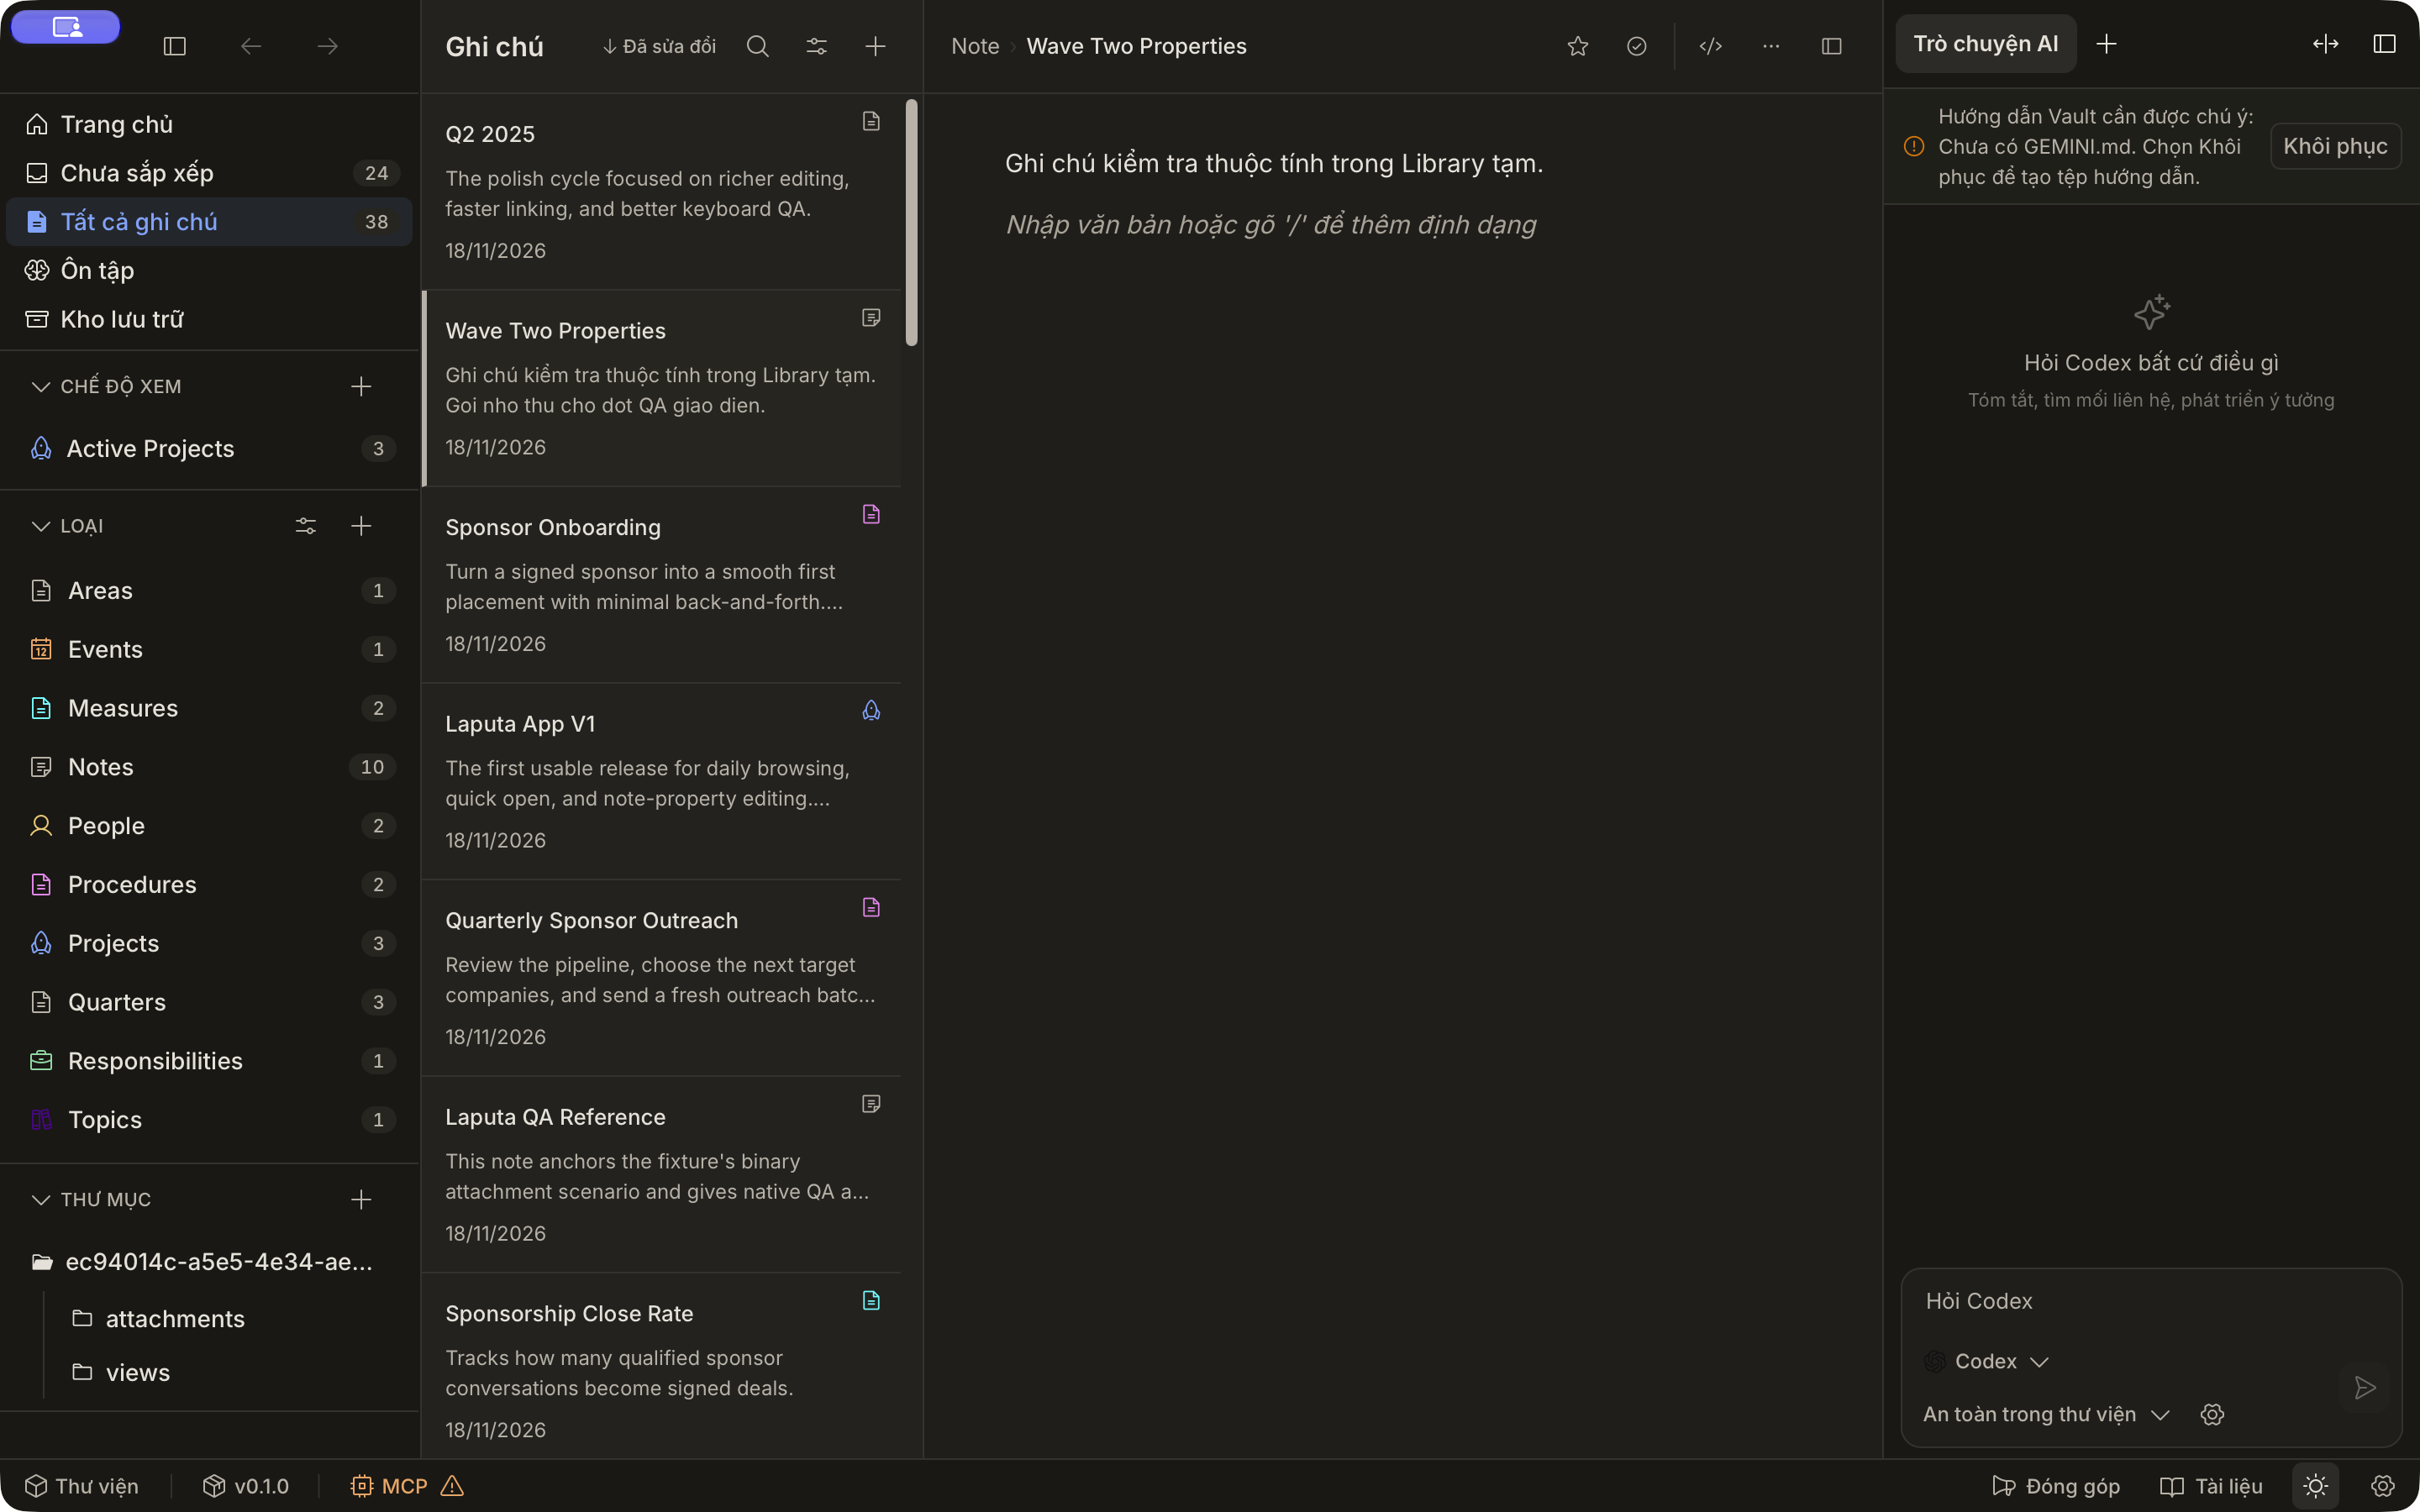 Trang chủ
Chưa sắp xếp 24
Tất cả ghi chú 38
Ôn tập
Kho lưu trữ
CHẾ ĐỘ XEM
Active Projects 3
LOẠI
Areas 1
Events 1
Measures 2
Notes 10
People 2
Procedures 2
Projects 3
Quarters 3
Responsibilities 1
Topics 1
THƯ MỤC
ec94014c-a5e5-4e34-ae...
attachments
views
Ghi chú
Đã sửa đổi
Q2 2025
The polish cycle focused on richer editing,
faster linking, and better keyboard QA.
18/11/2026
Wave Two Properties
Ghi chú kiểm tra thuộc tính trong Library tạm.
Goi nho thu cho dot QA giao dien.
18/11/2026
Sponsor Onboarding
Turn a signed sponsor into a smooth first
placement with minimal back-and-forth....
18/11/2026
Laputa App V1
The first usable release for daily browsing,
quick open, and note-property editing....
18/11/2026
Quarterly Sponsor Outreach
Review the pipeline, choose the next target
companies, and send a fresh outreach batc...
18/11/2026
Laputa QA Reference
This note anchors the fixture's binary
attachment scenario and gives native QA a...
18/11/2026
Sponsorship Close Rate
Tracks how many qualified sponsor
conversations become signed deals.
18/11/2026
Note › Wave Two Properties
Ghi chú kiểm tra thuộc tính trong Library tạm.
Nhập văn bản hoặc gõ '/' để thêm định dạng
Trò chuyện AI
Hướng dẫn Vault cần được chú ý:
Chưa có GEMINI.md. Chọn Khôi
phục để tạo tệp hướng dẫn.
Khôi phục
Hỏi Codex bất cứ điều gì
Tóm tắt, tìm mối liên hệ, phát triển ý tưởng
Hỏi Codex
Codex
An toàn trong thư viện
Thư viện
v0.1.0
MCP
Đóng góp
Tài liệu